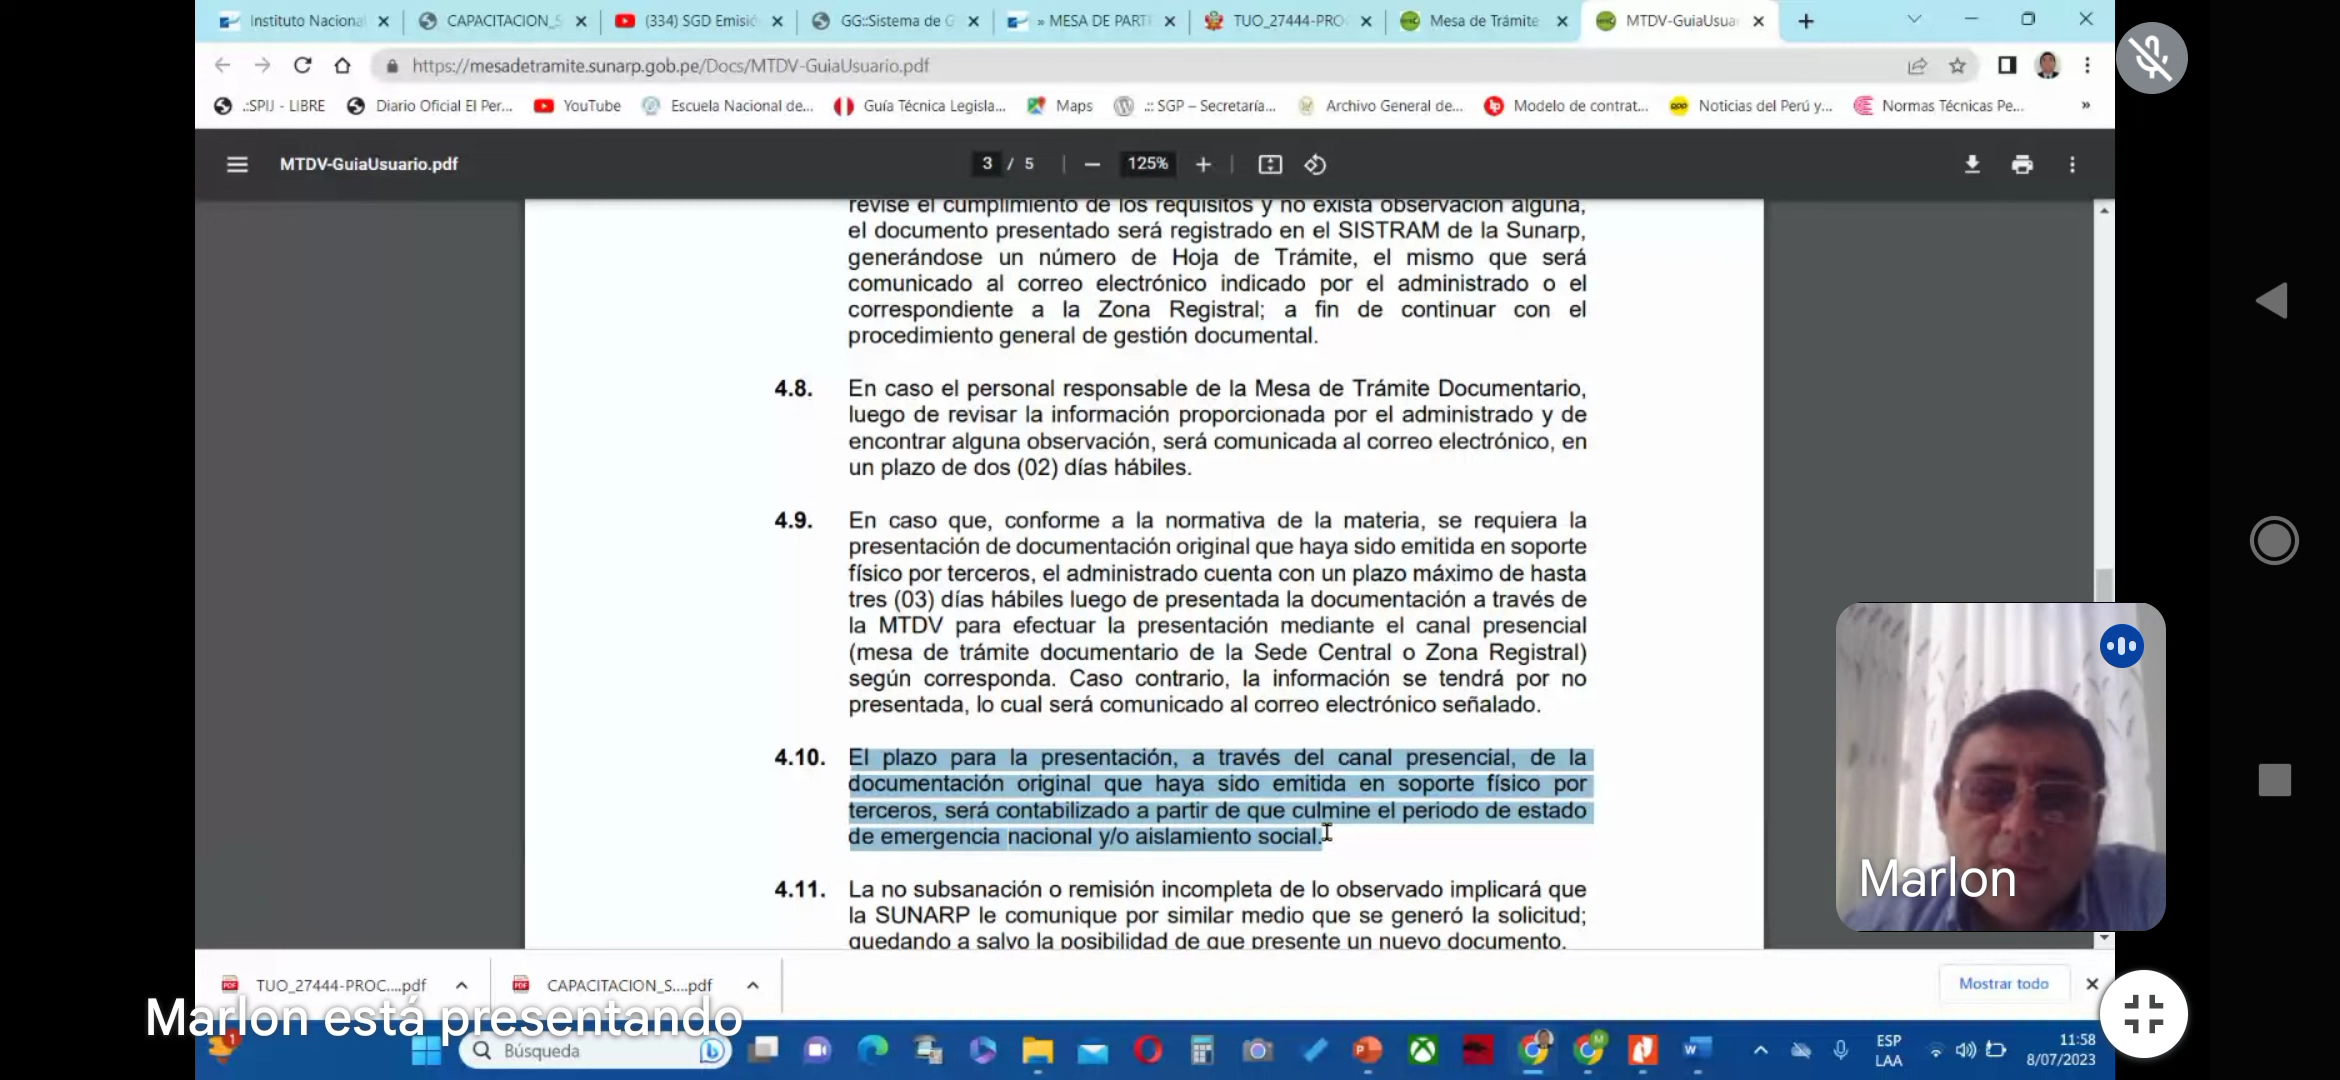 Instituto Nacional
CAPACITACION_S
(334) SGD Emisió
GG::Sistema de G
» MESA DE PARTE
TUO_27444-PRO
Mesa de Trámite
MTDV-GuiaUsua
https://mesadetramite.sunarp.gob.pe/Docs/MTDV-GuiaUsuario.pdf
.:SPIJ - LIBRE
Diario Oficial El Per...
YouTube
Escuela Nacional de...
Guía Técnica Legisla...
Maps
.:: SGP – Secretaría...
Archivo General de...
Modelo de contrat...
Noticias del Perú y...
Normas Técnicas Pe...
»
MTDV-GuiaUsuario.pdf
3 / 5
125%
revise el cumplimiento de los requisitos y no exista observación alguna,
el documento presentado será registrado en el SISTRAM de la Sunarp,
generándose un número de Hoja de Trámite, el mismo que será
comunicado al correo electrónico indicado por el administrado o el
correspondiente a la Zona Registral; a fin de continuar con el
procedimiento general de gestión documental.
4.8. En caso el personal responsable de la Mesa de Trámite Documentario,
luego de revisar la información proporcionada por el administrado y de
encontrar alguna observación, será comunicada al correo electrónico, en
un plazo de dos (02) días hábiles.
4.9. En caso que, conforme a la normativa de la materia, se requiera la
presentación de documentación original que haya sido emitida en soporte
físico por terceros, el administrado cuenta con un plazo máximo de hasta
tres (03) días hábiles luego de presentada la documentación a través de
la MTDV para efectuar la presentación mediante el canal presencial
(mesa de trámite documentario de la Sede Central o Zona Registral)
según corresponda. Caso contrario, la información se tendrá por no
presentada, lo cual será comunicado al correo electrónico señalado.
4.10. El plazo para la presentación, a través del canal presencial, de la
documentación original que haya sido emitida en soporte físico por
terceros, será contabilizado a partir de que culmine el periodo de estado
de emergencia nacional y/o aislamiento social.
4.11. La no subsanación o remisión incompleta de lo observado implicará que
la SUNARP le comunique por similar medio que se generó la solicitud;
quedando a salvo la posibilidad de que presente un nuevo documento.
Marlon
TUO_27444-PROC....pdf
CAPACITACION_S....pdf
Mostrar todo
Marlon está presentando
1
Búsqueda
ESP
LAA
11:58
8/07/2023